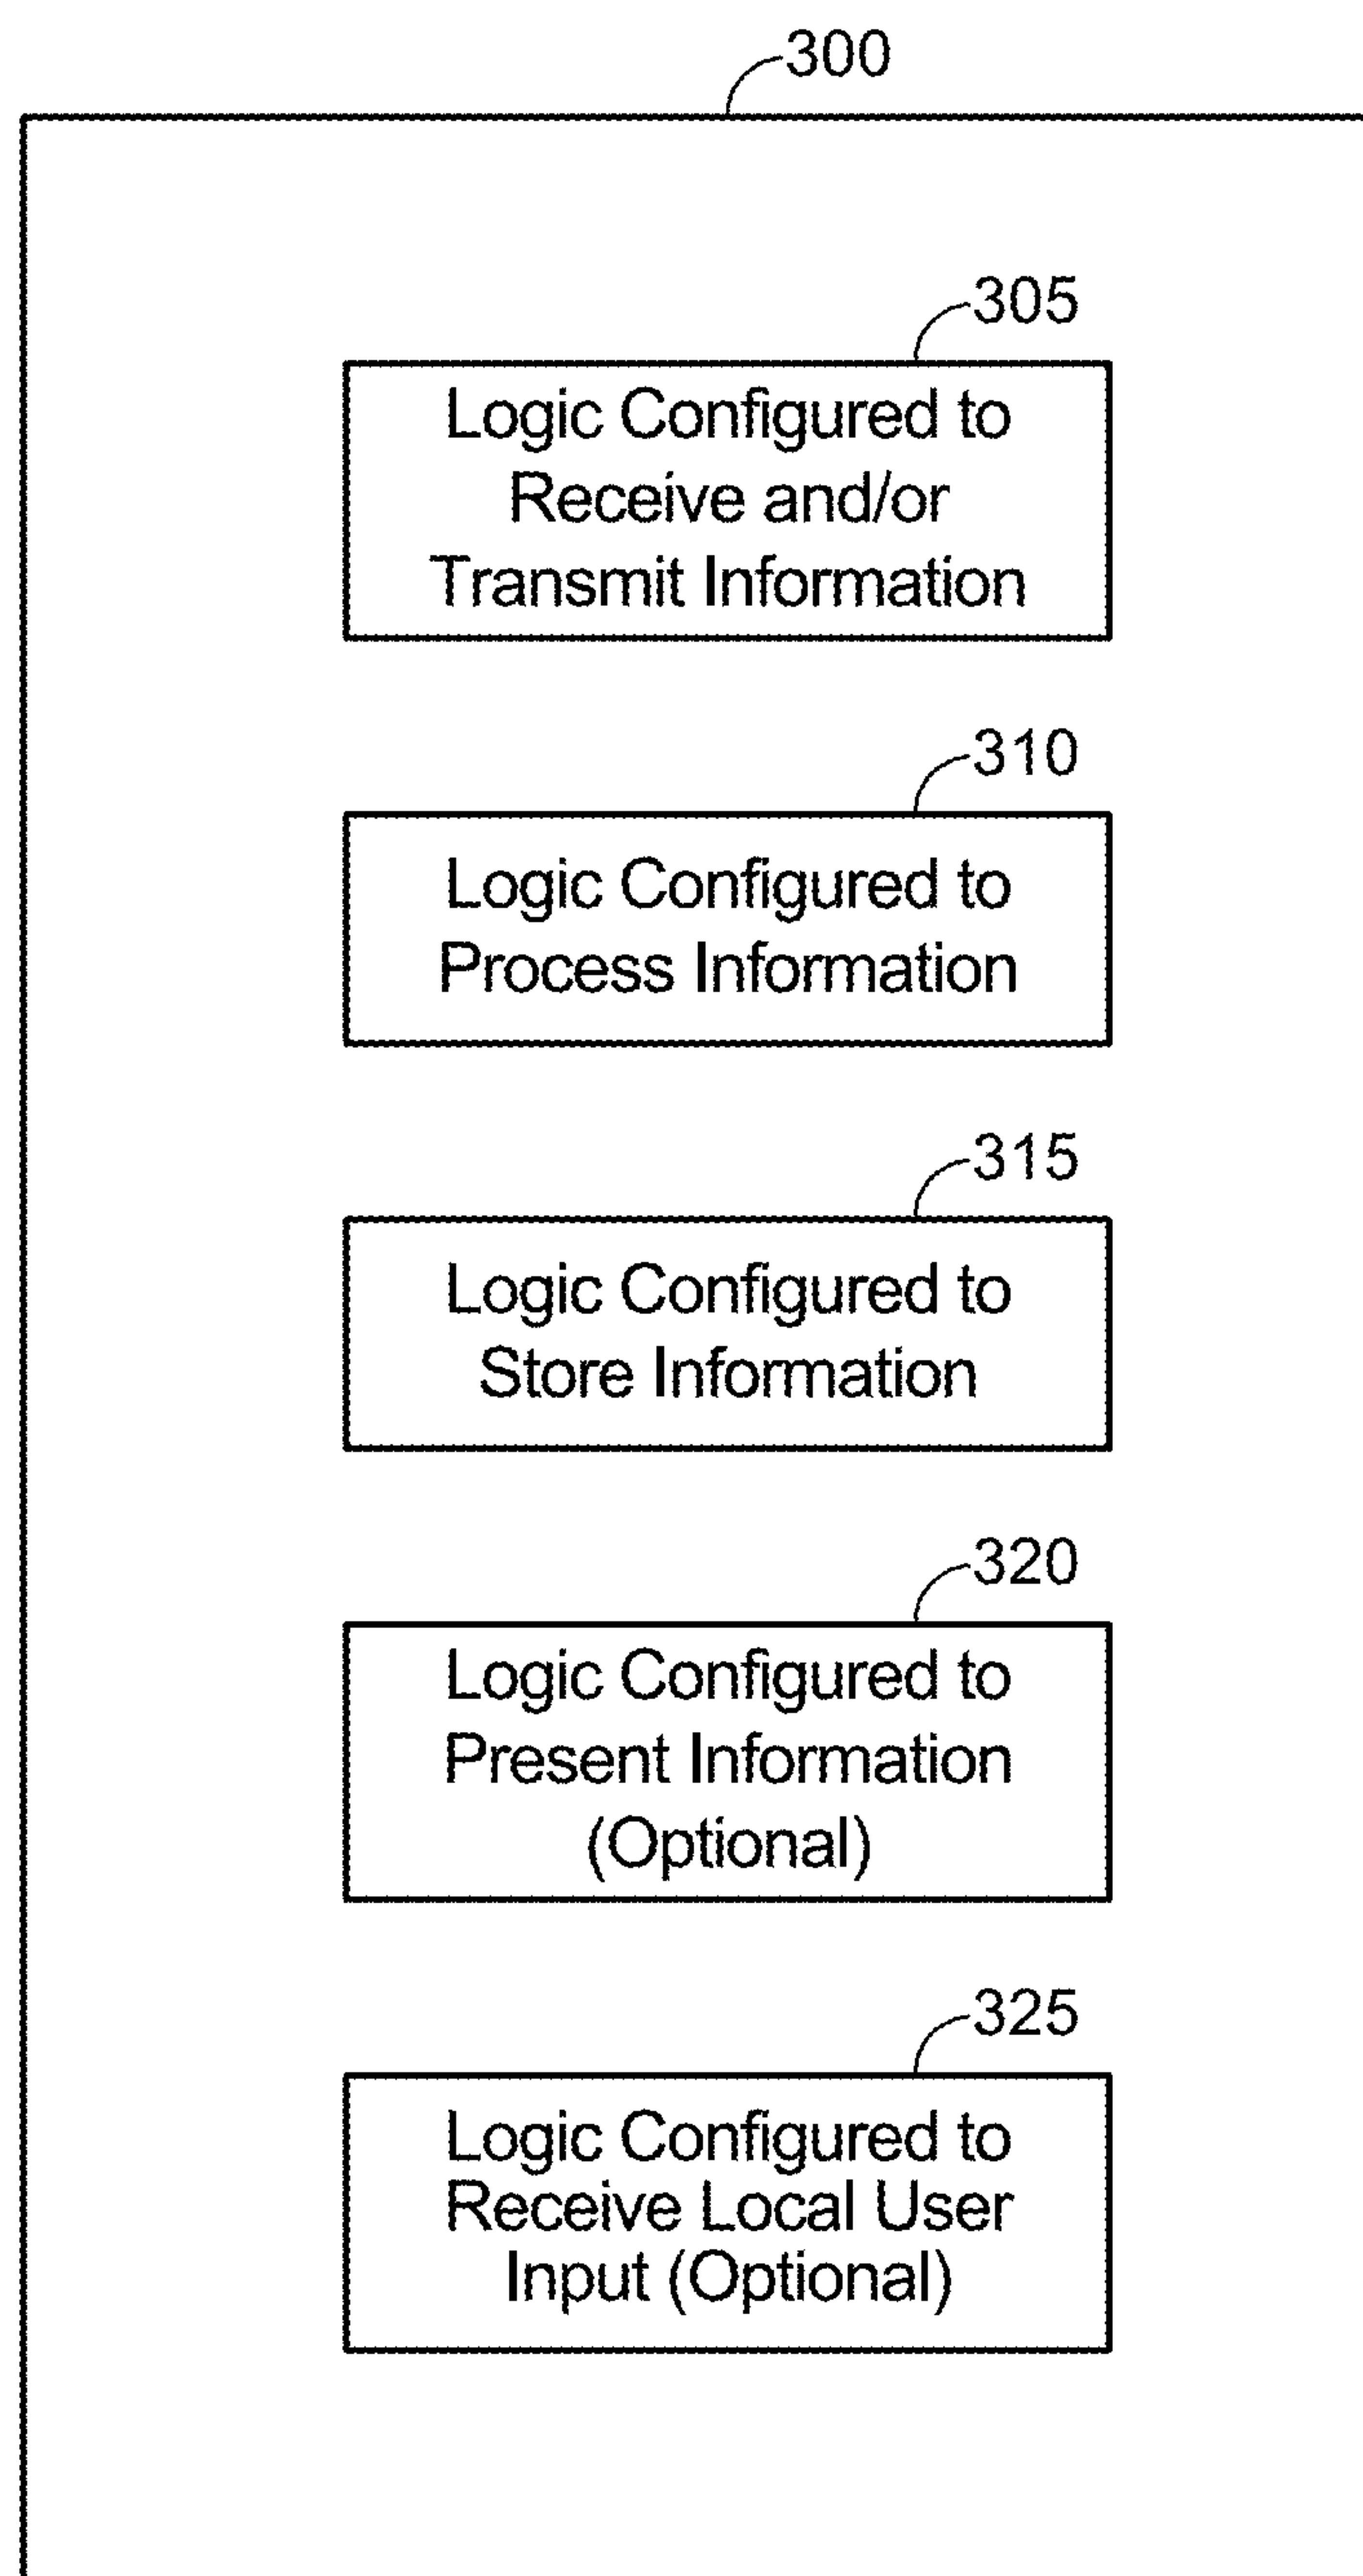 300
305
Logic Configured to
Receive and/or
Transmit Information
310
Logic Configured to
Process Information
315
Logic Configured to
Store Information
320
Logic Configured to
Present Information
(Optional)
325
Logic Configured to
Receive Local User
Input (Optional)